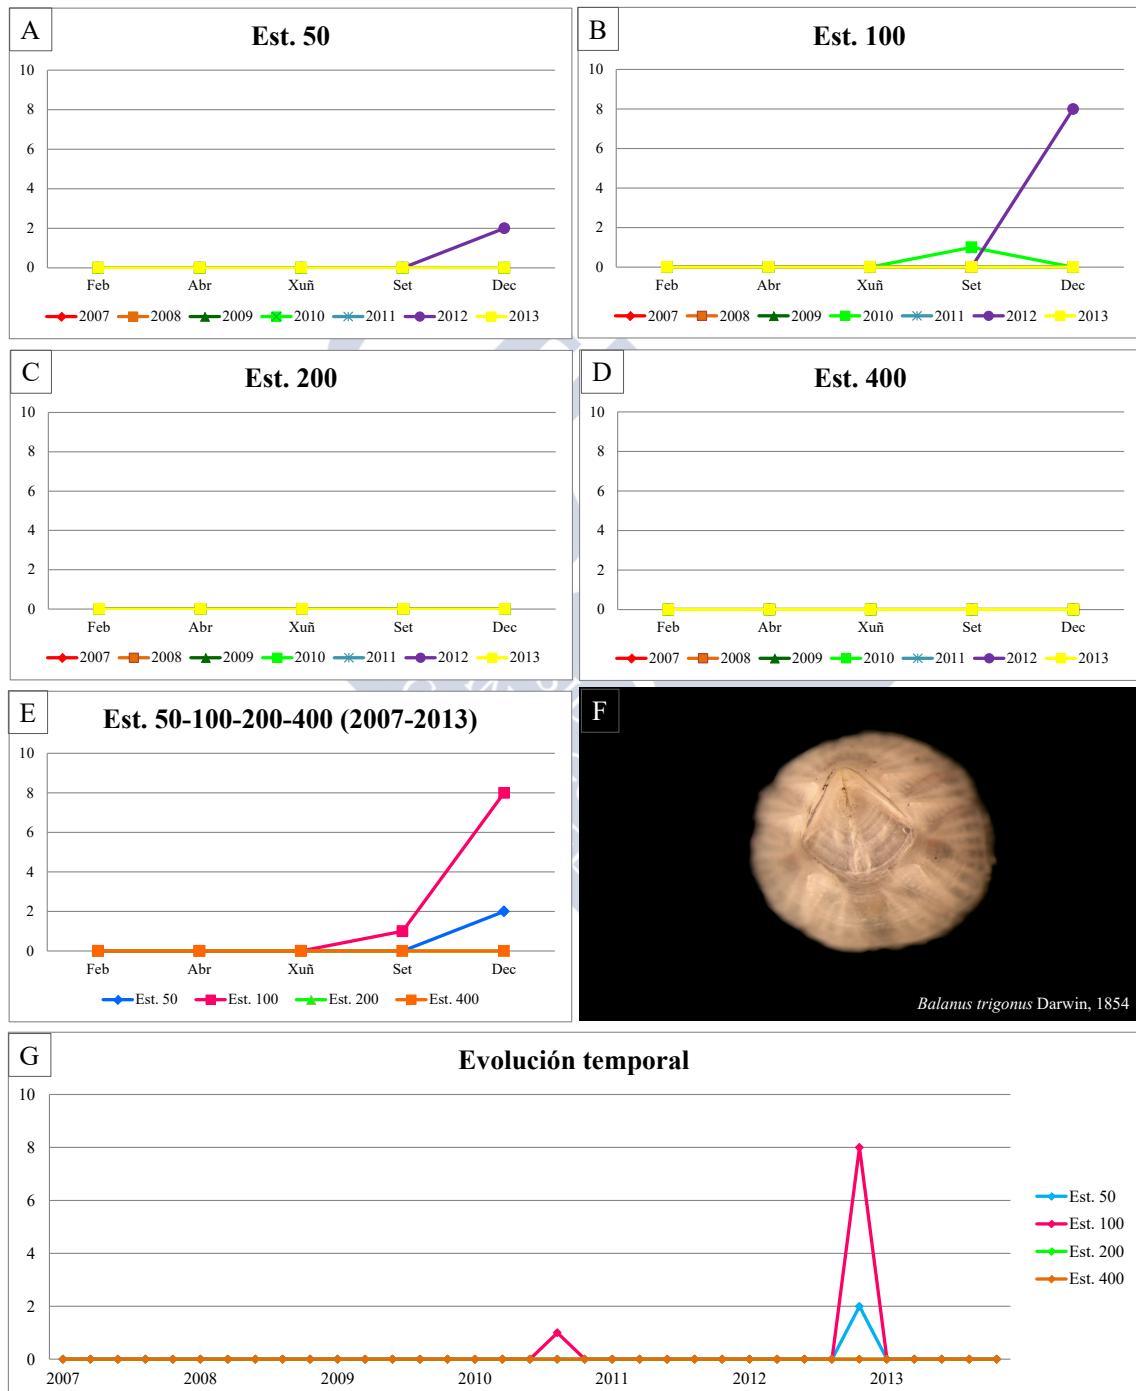 A
Est. 50
10
8
6
4
2
0
Feb Abr Xuñ Set Dec
2007 2008 2009 2010 2011 2012 2013
B
Est. 100
10
8
6
4
2
0
Feb Abr Xuñ Set Dec
2007 2008 2009 2010 2011 2012 2013
C
Est. 200
10
8
6
4
2
0
Feb Abr Xuñ Set Dec
2007 2008 2009 2010 2011 2012 2013
D
Est. 400
10
8
6
4
2
0
Feb Abr Xuñ Set Dec
2007 2008 2009 2010 2011 2012 2013
E
Est. 50-100-200-400 (2007-2013)
10
8
6
4
2
0
Feb Abr Xuñ Set Dec
Est. 50 Est. 100 Est. 200 Est. 400
F
Balanus trigonus Darwin, 1854
G
Evolución temporal
10
8
6
4
2
0
2007 2008 2009 2010 2011 2012 2013
Est. 50
Est. 100
Est. 200
Est. 400